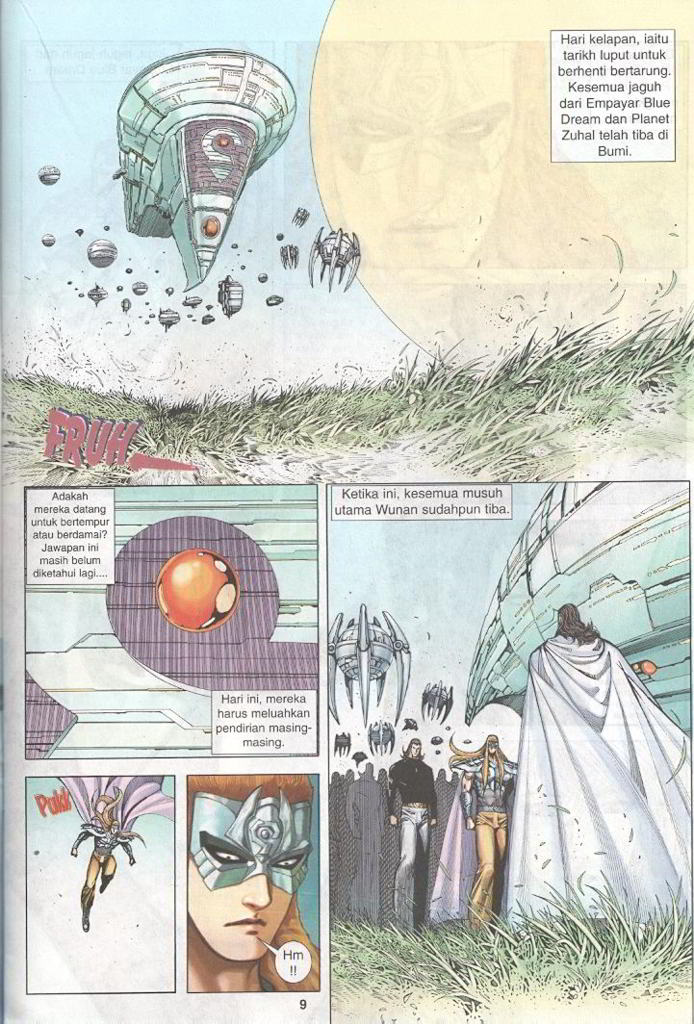 Hari kelapan, iaitu
tarikh luput untuk
berhenti bertarung.
Kesemua jaguh
dari Empayar Blue
Dream dan Planet
Zuhal telah tiba di
Bumi.
FRUH
Adakah
mereka datang
untuk bertempur
atau berdamai?
Jawapan ini
masih belum
diketahui lagi....
Hari ini, mereka
harus meluahkan
pendirian masing-
masing.
Ketika ini, kesemua musuh
utama Wunan sudahpun tiba.
Pukk
Hm
!!
9